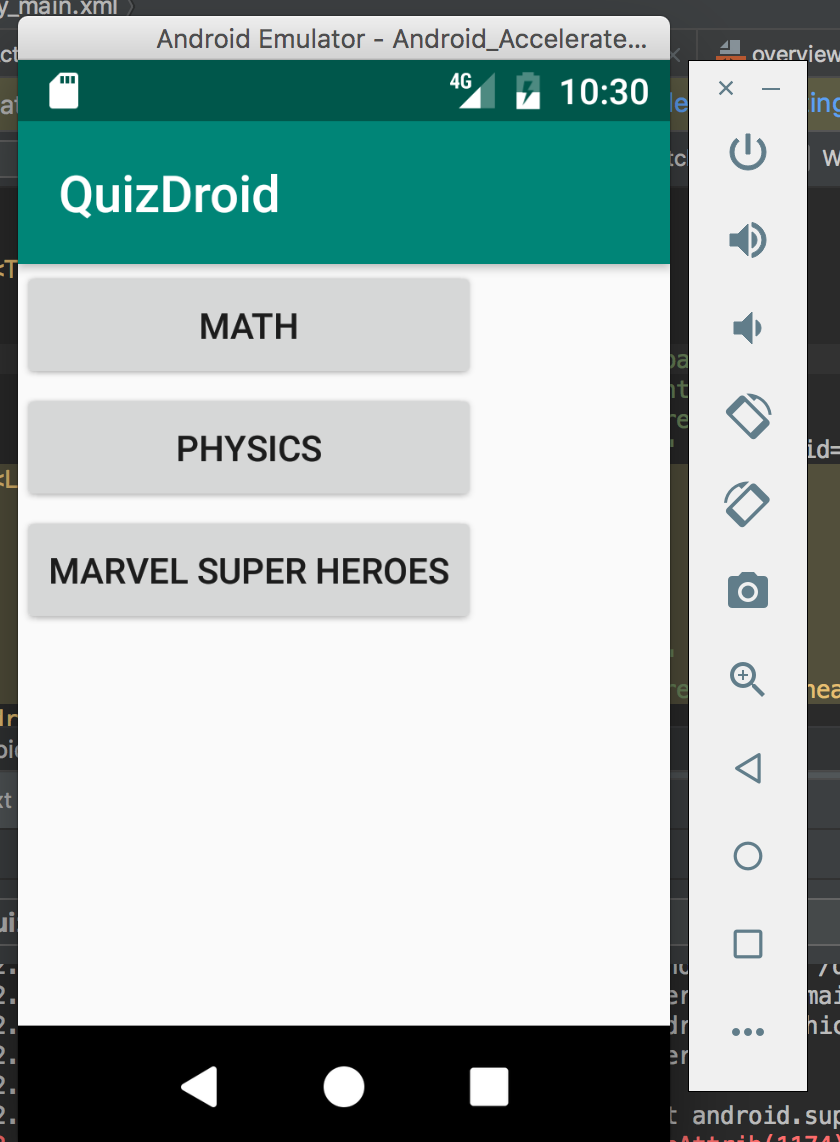 y_main.xml
Android Emulator - Android_Accelerate...
overview
4G 10:30
QuizDroid
MATH
PHYSICS
MARVEL SUPER HEROES
<T
id=
<L
t android.sup